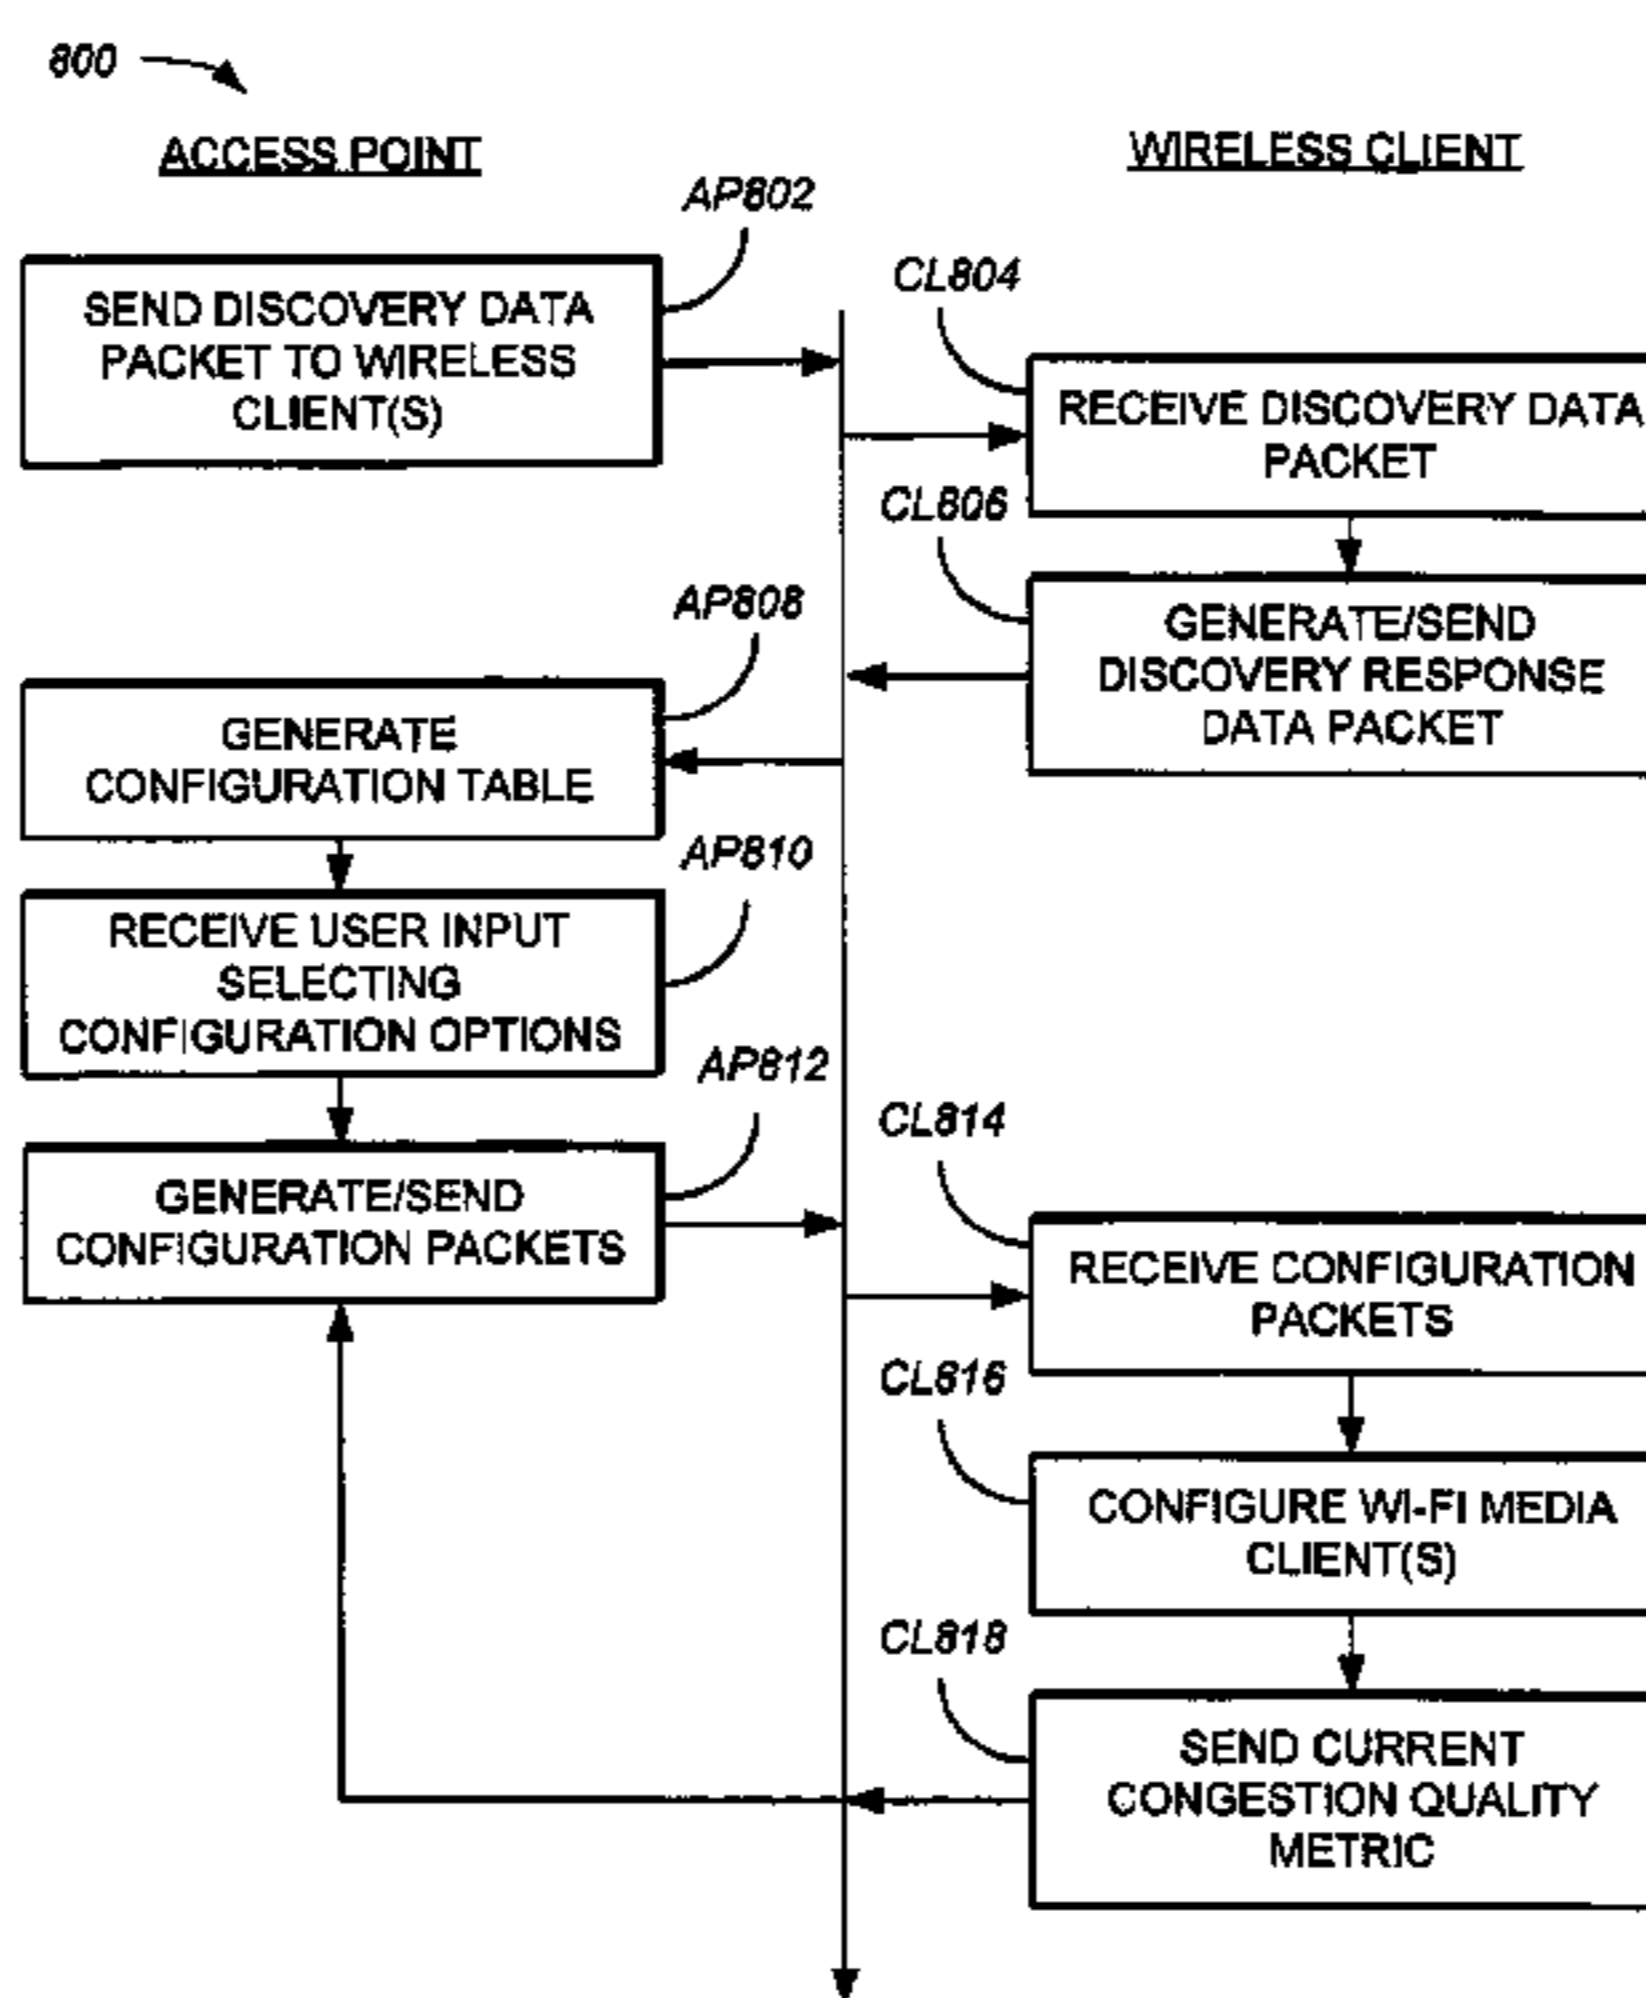 800
ACCESS POINT
WIRELESS CLIENT
AP802
SEND DISCOVERY DATA
PACKET TO WIRELESS
CLIENT(S)
CL804
RECEIVE DISCOVERY DATA
PACKET
CL806
GENERATE/SEND
DISCOVERY RESPONSE
DATA PACKET
AP808
GENERATE
CONFIGURATION TABLE
AP810
RECEIVE USER INPUT
SELECTING
CONFIGURATION OPTIONS
AP812
GENERATE/SEND
CONFIGURATION PACKETS
CL814
RECEIVE CONFIGURATION
PACKETS
CL816
CONFIGURE WI-FI MEDIA
CLIENT(S)
CL818
SEND CURRENT
CONGESTION QUALITY
METRIC